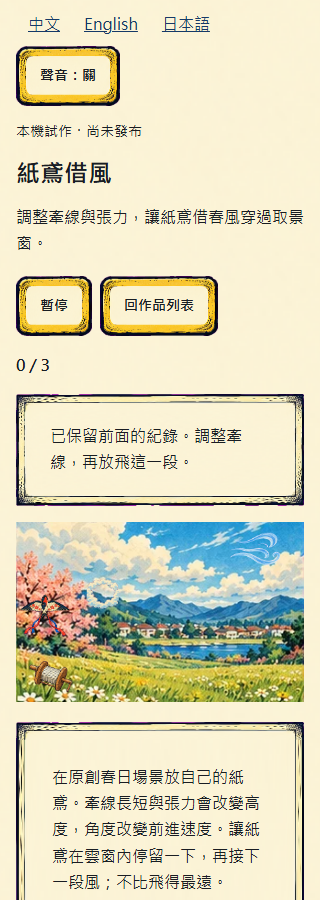 中文 English 日本語
聲音：關
本機試作・尚未發布
紙鳶借風
調整牽線與張力，讓紙鳶借春風穿過取景
窗。
暫停 回作品列表
0 / 3
已保留前面的紀錄。調整牽
線，再放飛這一段。
在原創春日場景放自己的紙
鳶。牽線長短與張力會改變高
度，角度改變前進速度。讓紙
鳶在雲窗內停留一下，再接下
一段風；不比飛得最遠。